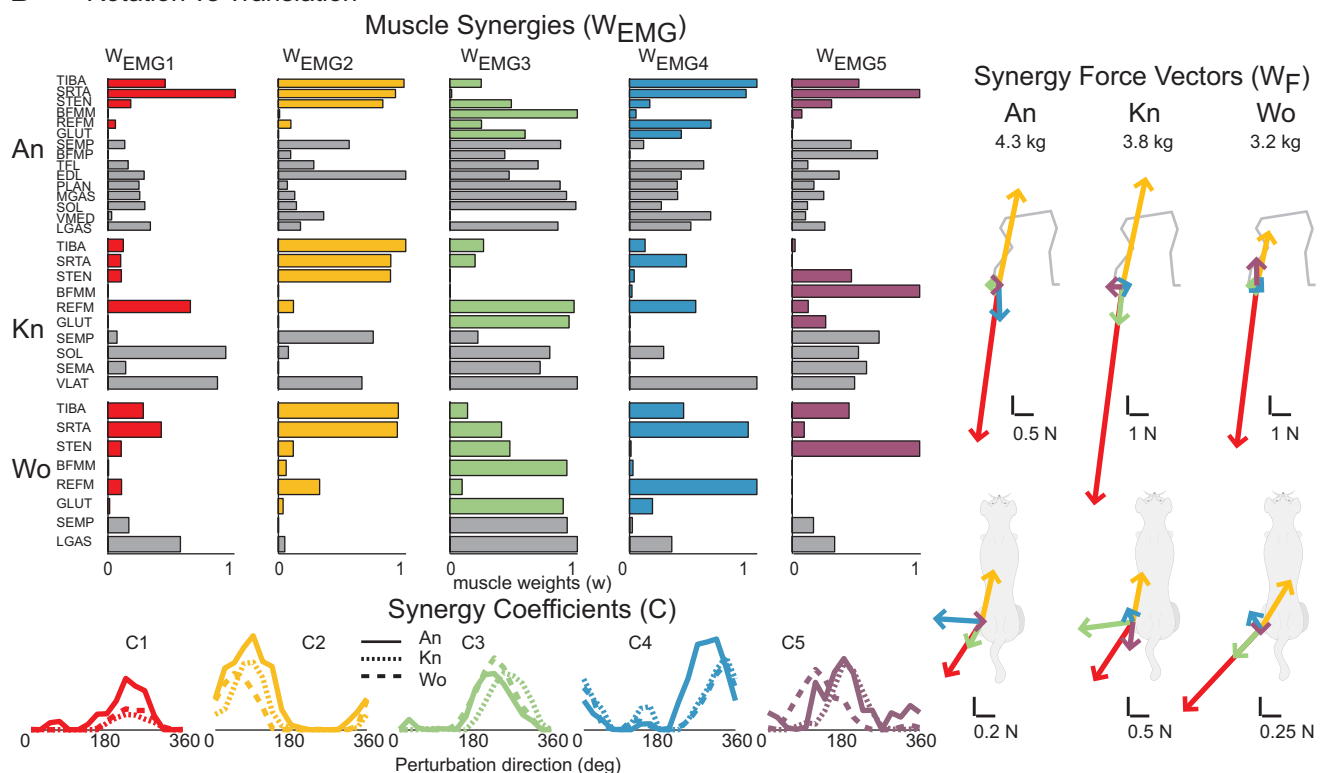 Muscle Synergies (WEMG)
WEMG1 WEMG2 WEMG3 WEMG4 WEMG5
An
TIBA
SRTA
STEN
BFMM
REFM
GLUT
SEMP
BFMP
TFL
EDL
PLAN
MGAS
SOL
VMED
LGAS
Kn
TIBA
SRTA
STEN
BFMM
REFM
GLUT
SEMP
SOL
SEMA
VLAT
Wo
TIBA
SRTA
STEN
BFMM
REFM
GLUT
SEMP
LGAS
0 1 0 1 0 1 0 1 0 1
muscle weights (w)
Synergy Force Vectors (WF)
An Kn Wo
4.3 kg 3.8 kg 3.2 kg
0.5 N 1 N 1 N
0.2 N 0.5 N 0.25 N
Synergy Coefficients (C)
C1 C2 C3 C4 C5
An
Kn
Wo
0 180 360 0 180 360 0 180 360 0 180 360 0 180 360
Perturbation direction (deg)